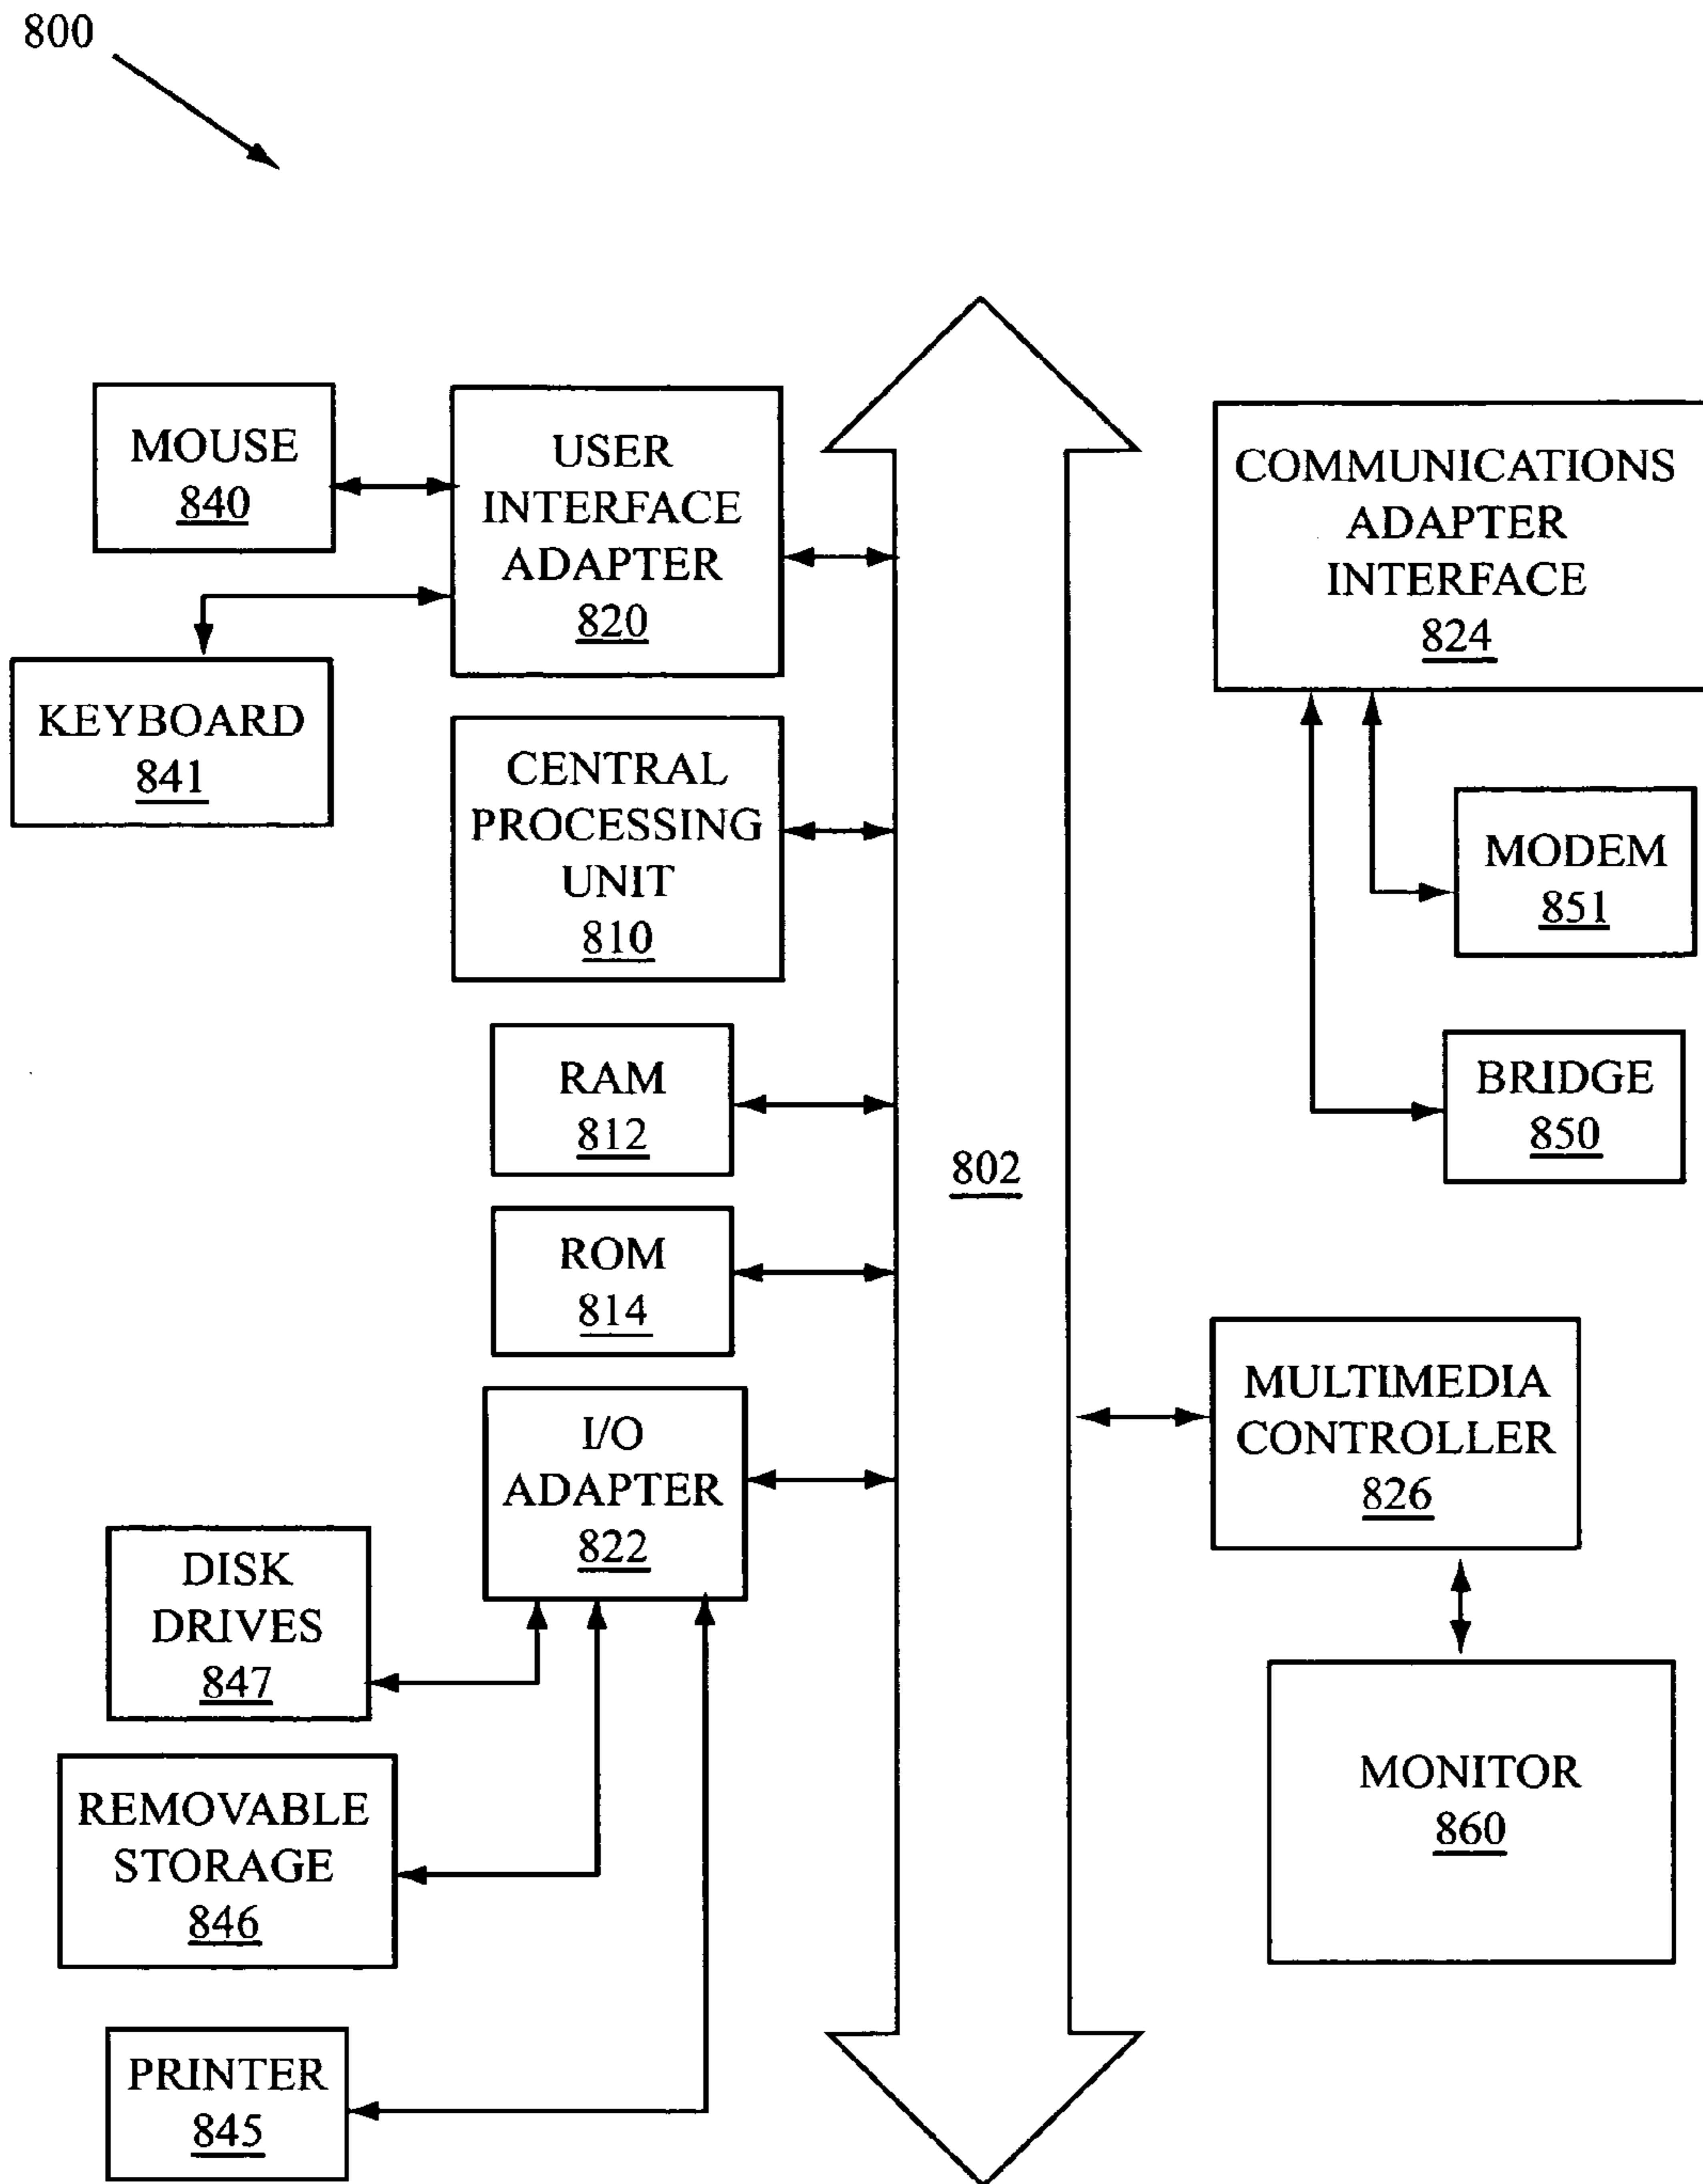 800
MOUSE
840
USER
INTERFACE
ADAPTER
820
KEYBOARD
841
CENTRAL
PROCESSING
UNIT
810
RAM
812
ROM
814
I/O
ADAPTER
822
DISK
DRIVES
847
REMOVABLE
STORAGE
846
PRINTER
845
802
COMMUNICATIONS
ADAPTER
INTERFACE
824
MODEM
851
BRIDGE
850
MULTIMEDIA
CONTROLLER
826
MONITOR
860